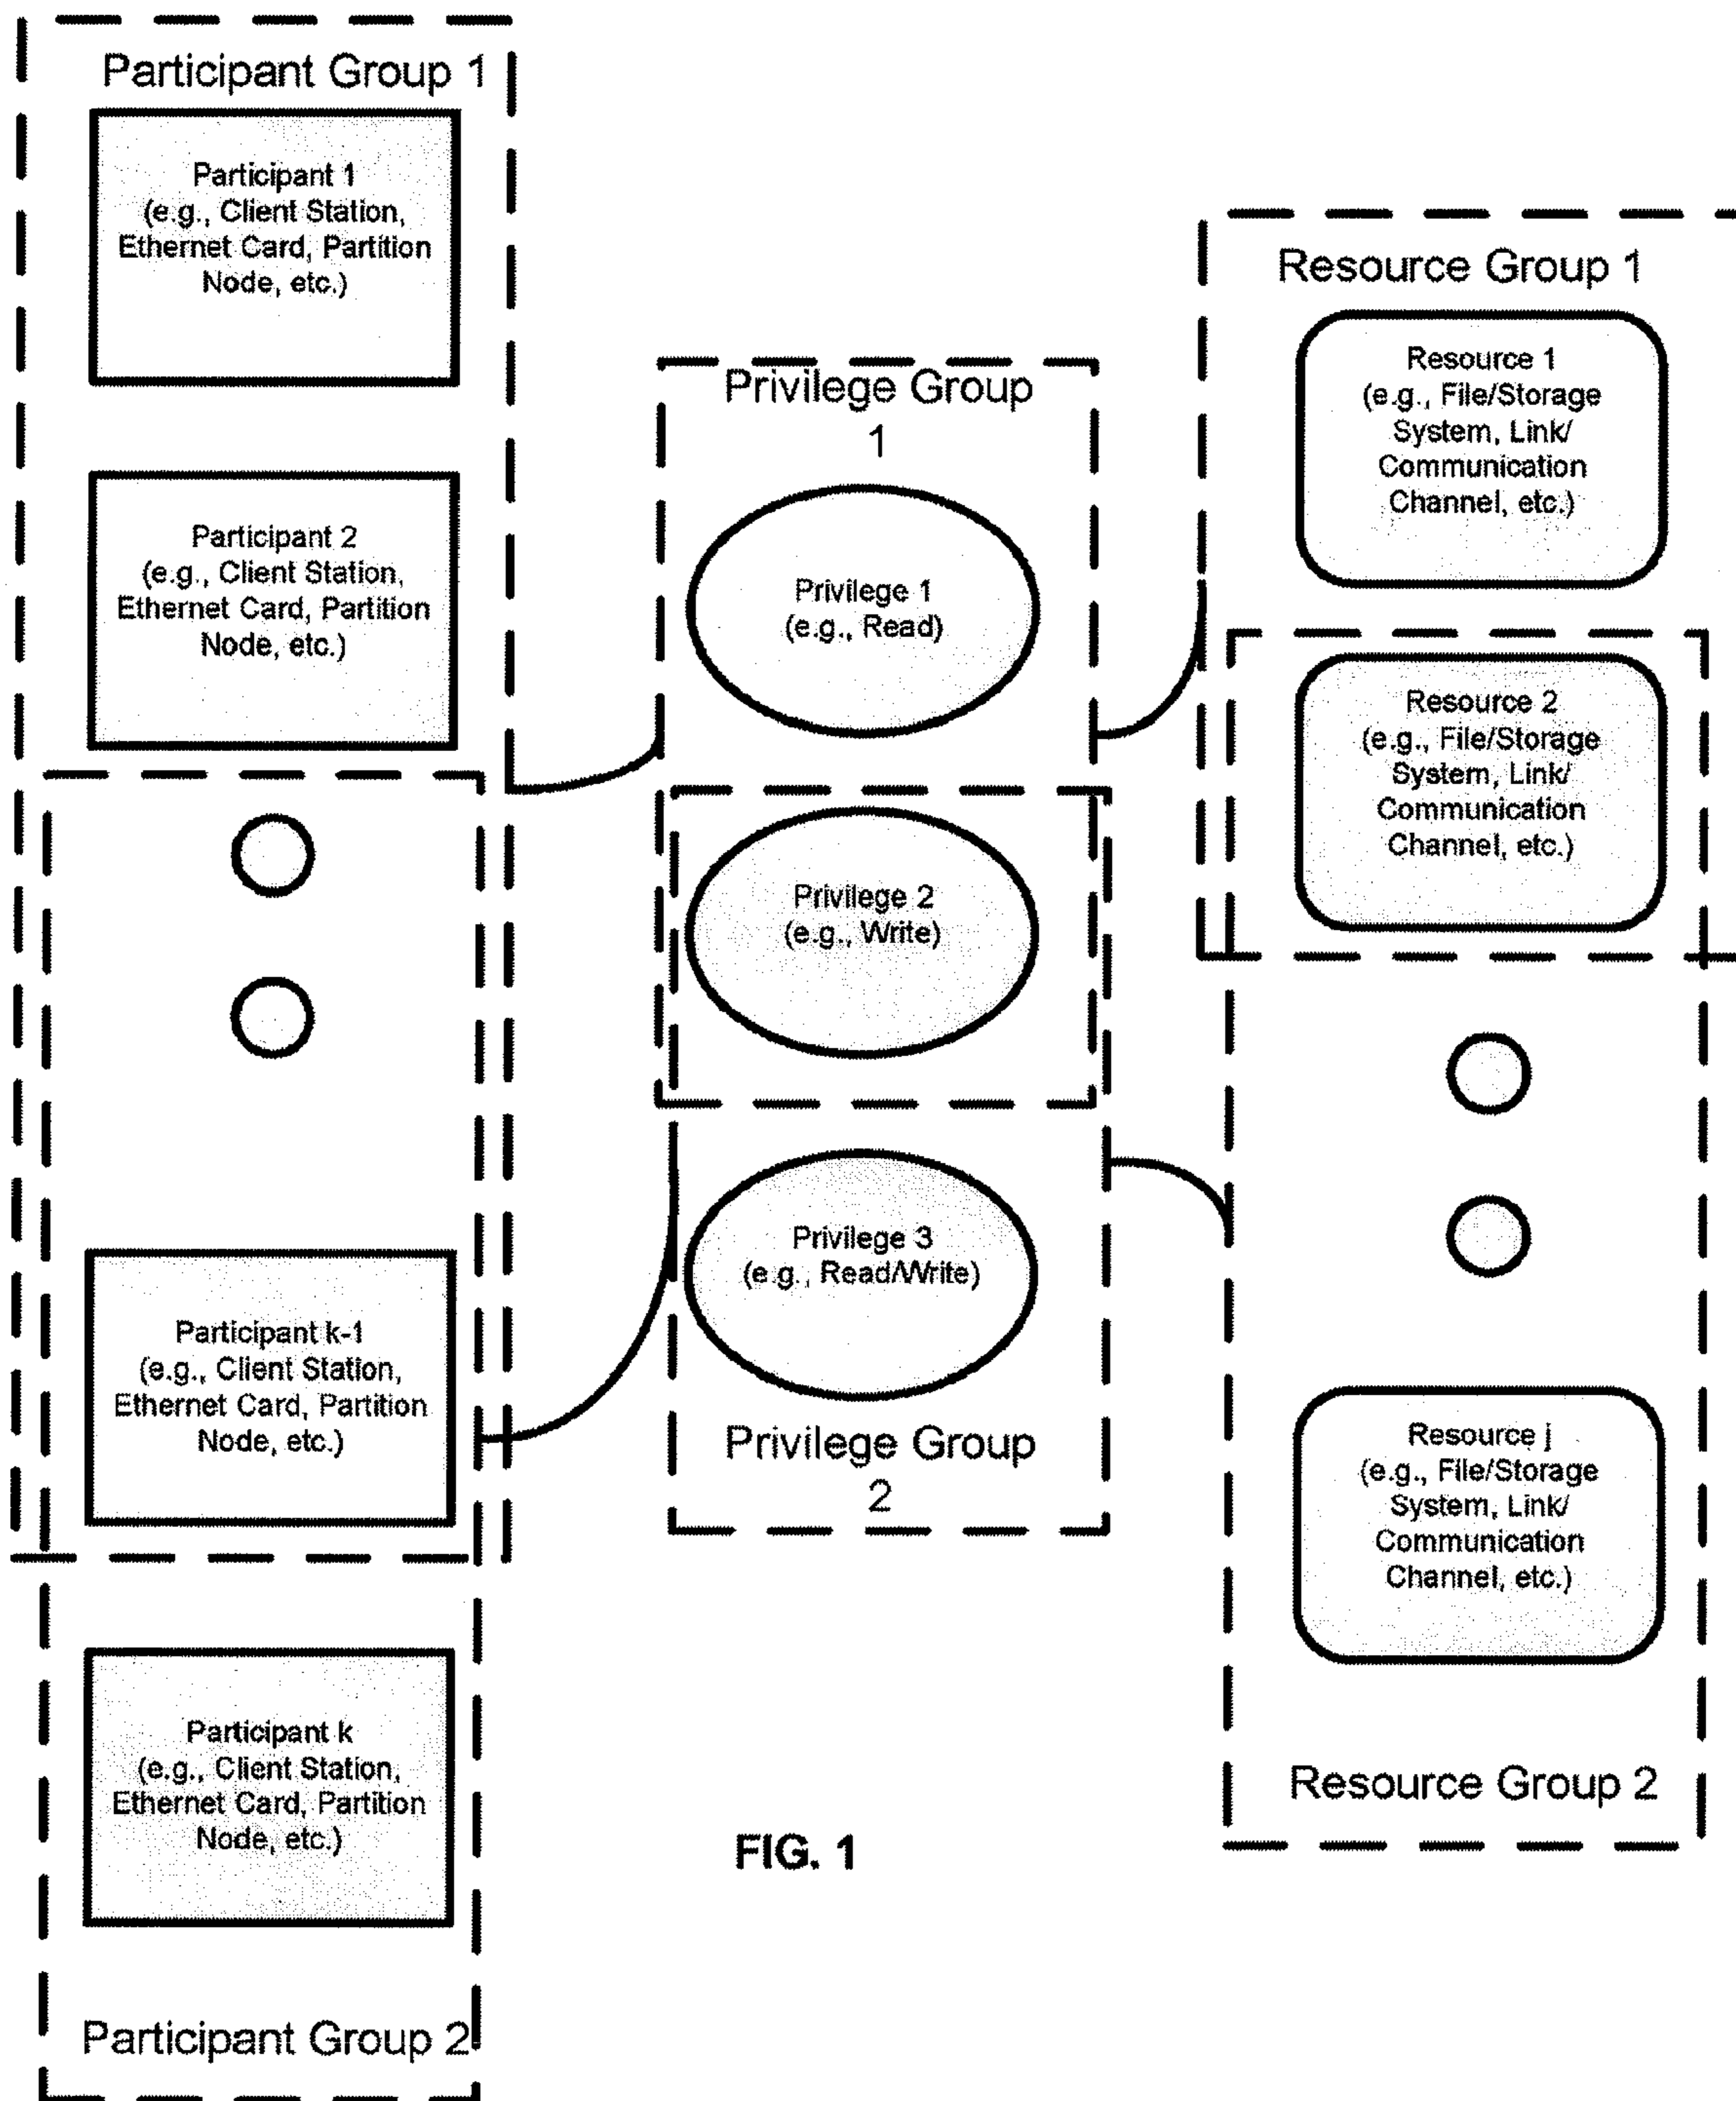 Participant Group 1
Participant 1
(e.g., Client Station,
Ethernet Card, Partition
Node, etc.)
Participant 2
(e.g., Client Station,
Ethernet Card, Partition
Node, etc.)
Participant k-1
(e.g., Client Station,
Ethernet Card, Partition
Node, etc.)
Participant k
(e.g., Client Station,
Ethernet Card, Partition
Node, etc.)
Participant Group 2
Privilege Group
1
Privilege 1
(e.g., Read)
Privilege 2
(e.g., Write)
Privilege 3
(e.g., Read/Write)
Privilege Group
2
Resource Group 1
Resource 1
(e.g., File/Storage
System, Link/
Communication
Channel, etc.)
Resource 2
(e.g., File/Storage
System, Link/
Communication
Channel, etc.)
Resource j
(e.g., File/Storage
System, Link/
Communication
Channel, etc.)
Resource Group 2
FIG. 1